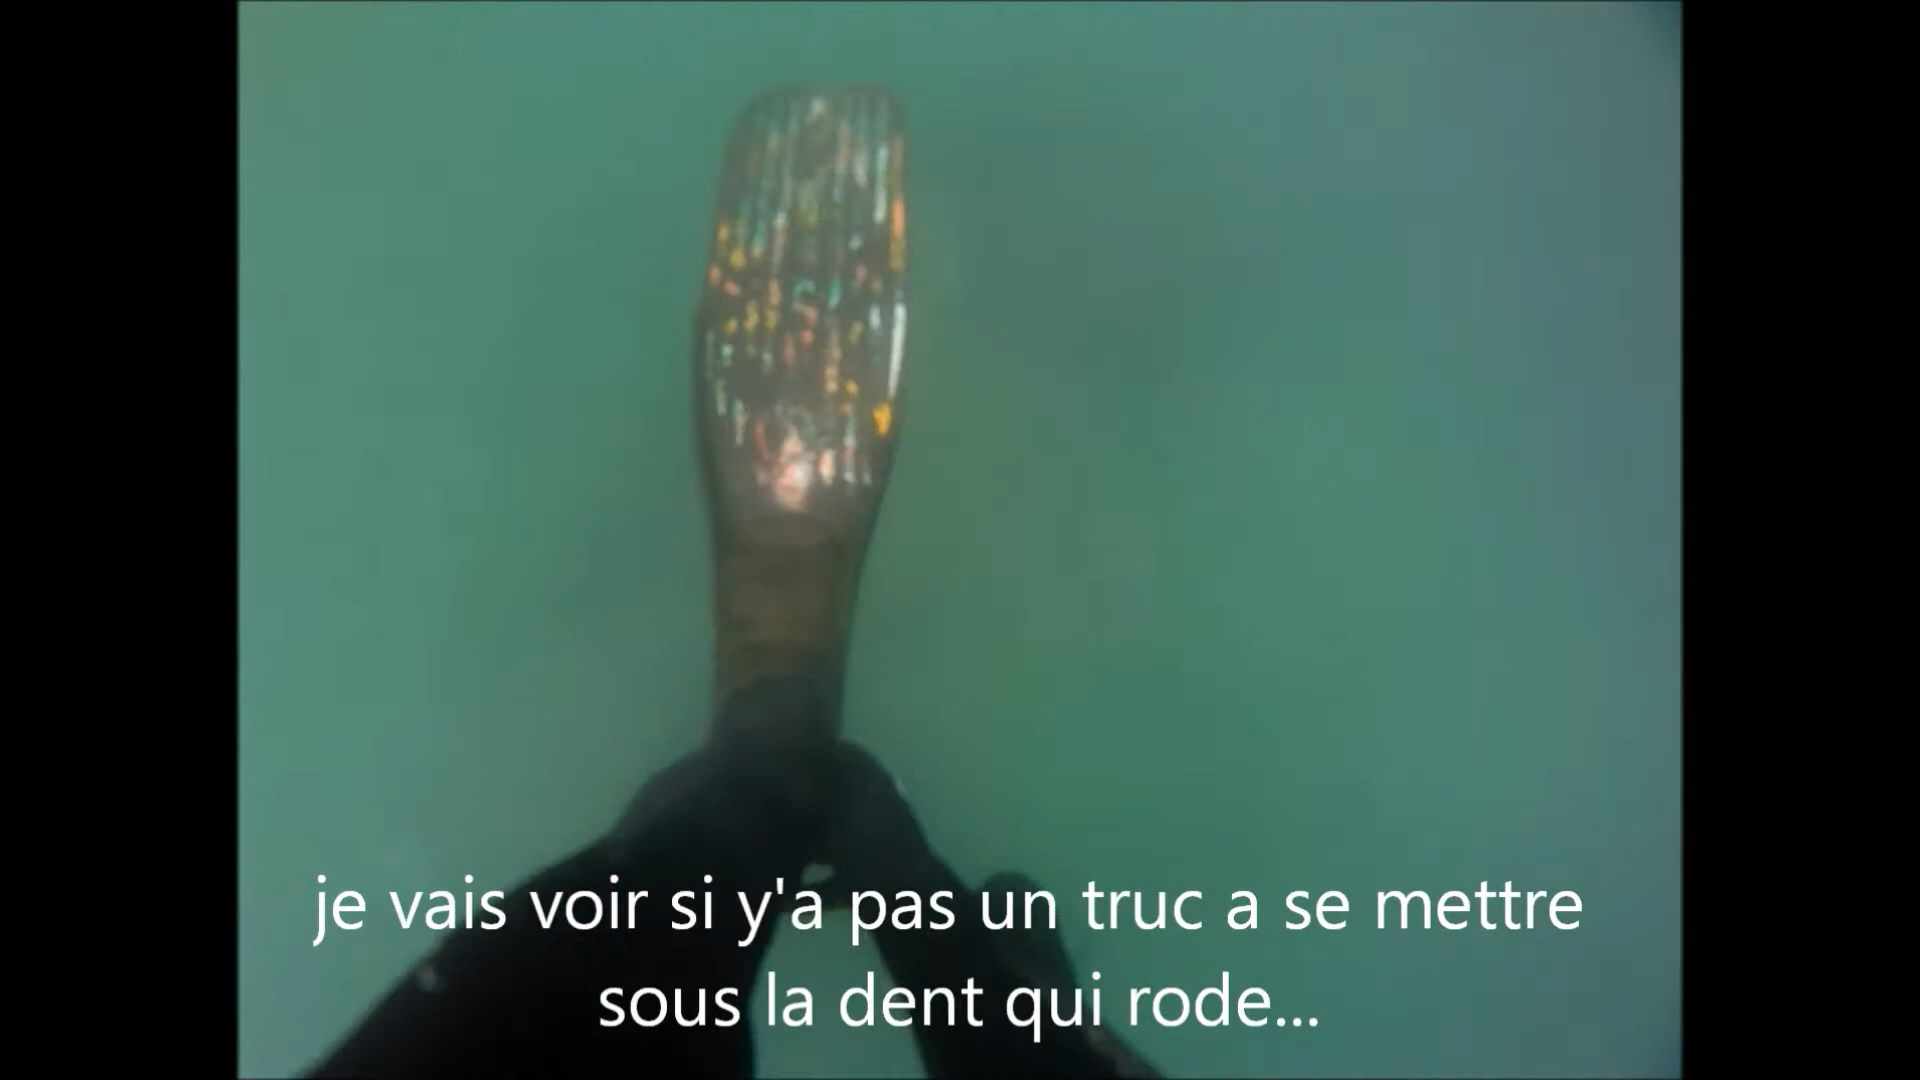 je vais voir si y'a pas un truc a se mettre
sous la dent qui rode...